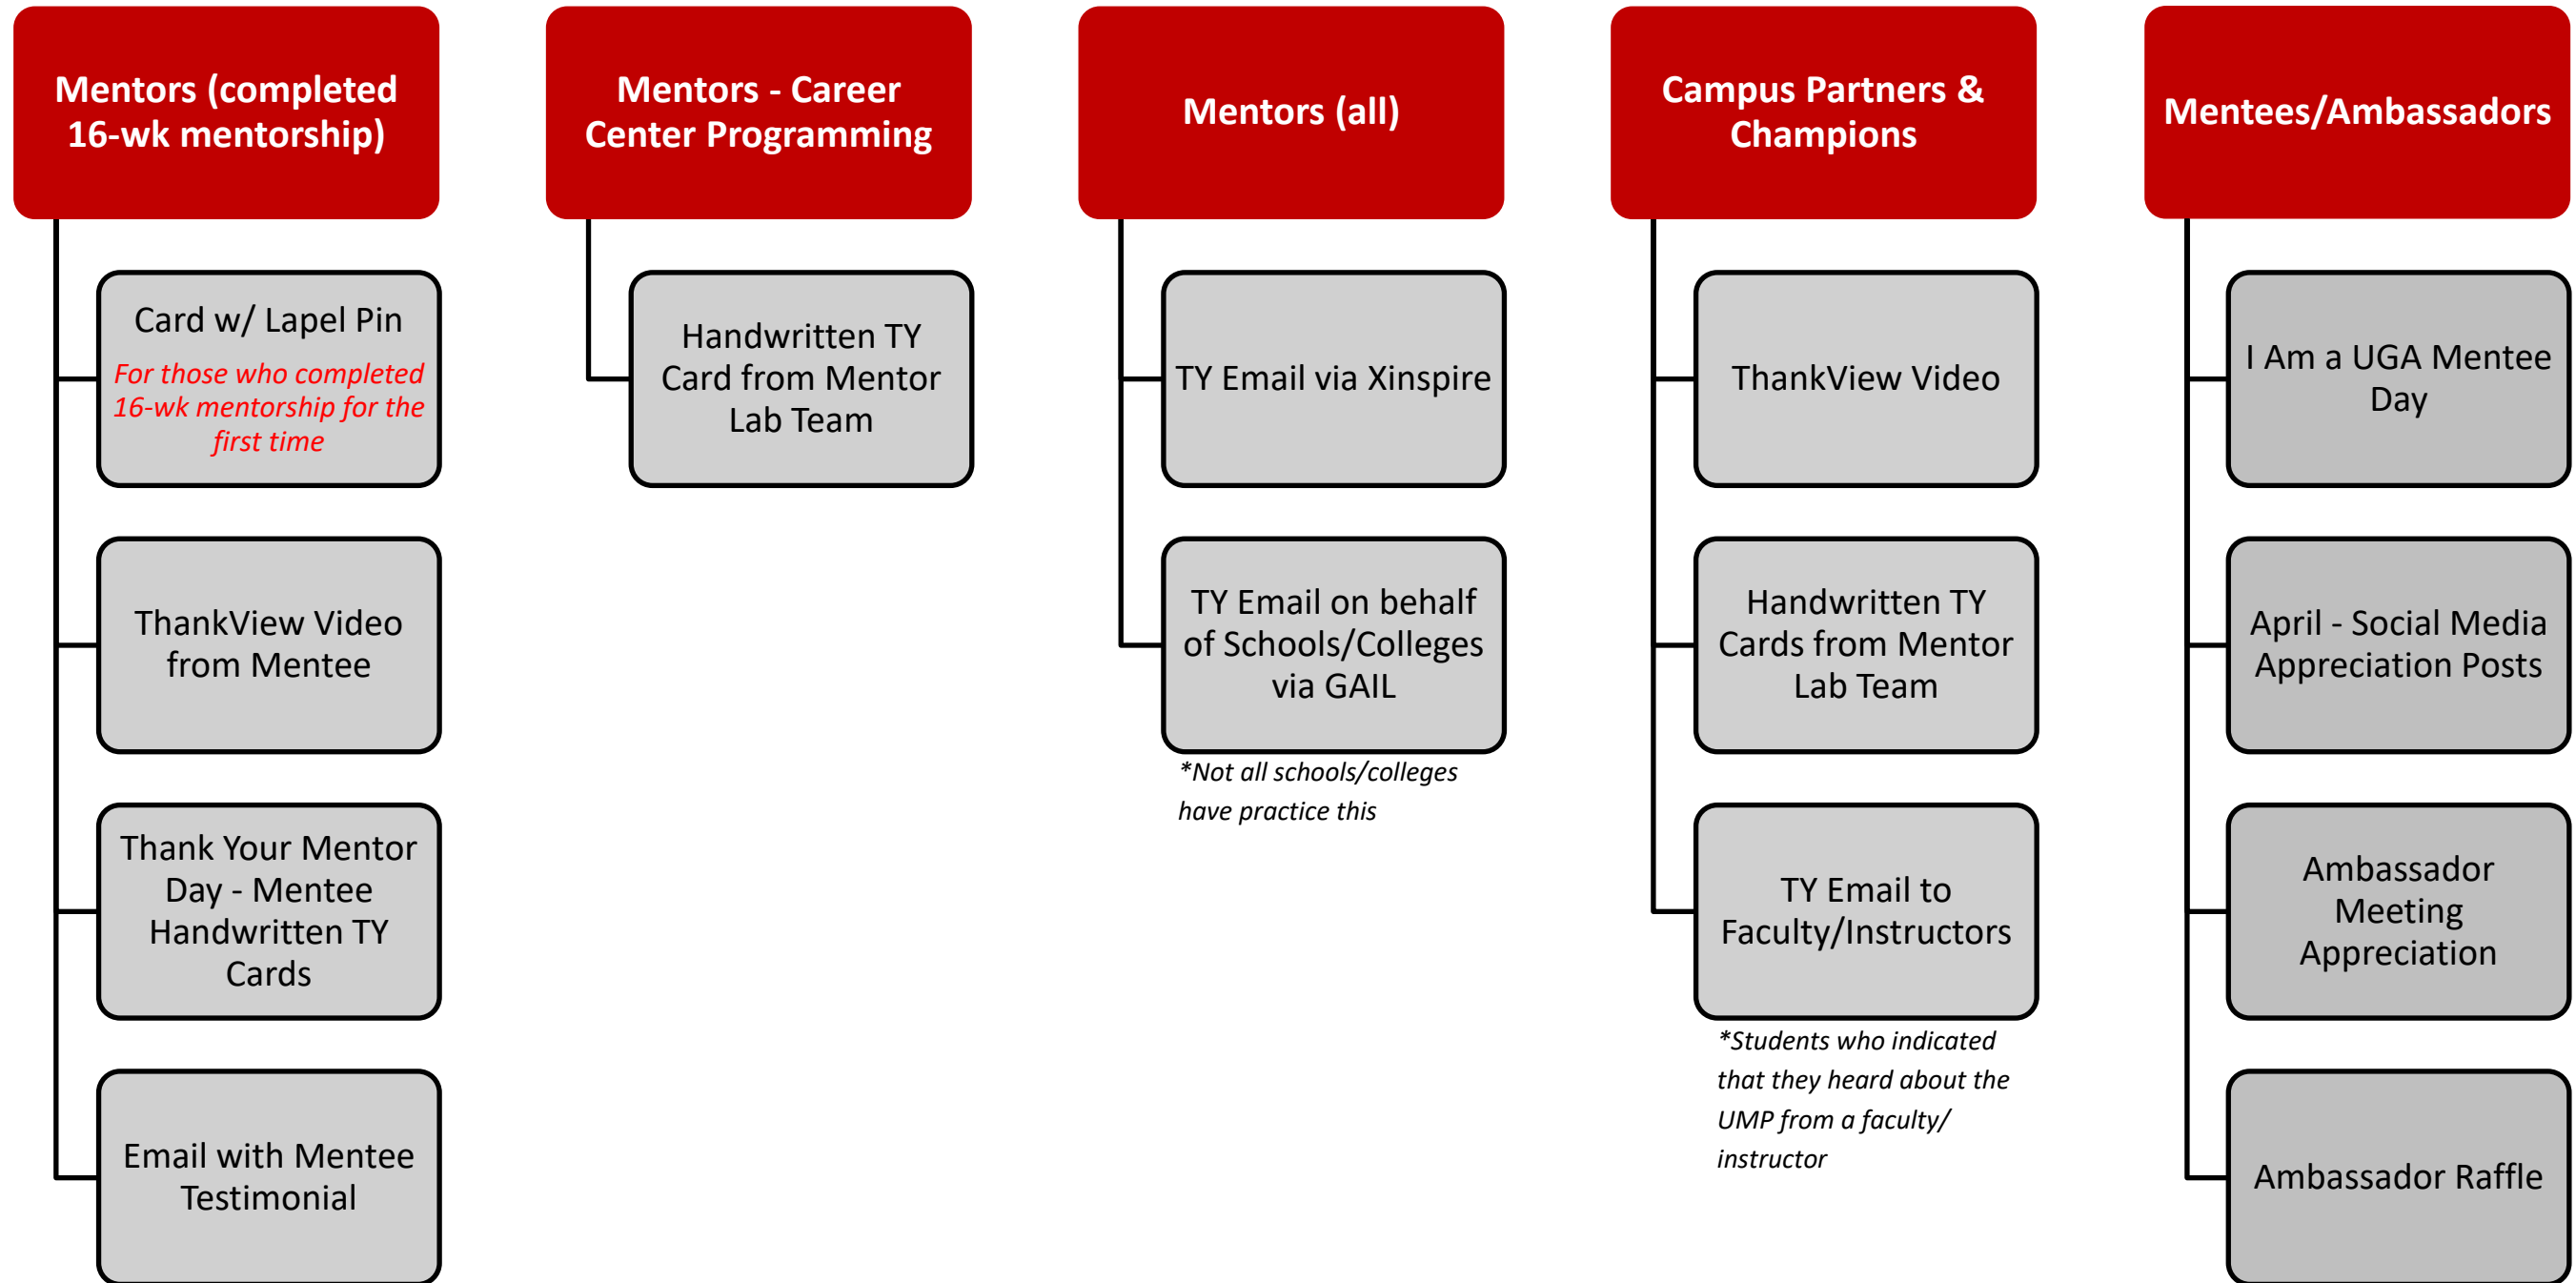 Mentors (completed
16-wk mentorship)
Card w/ Lapel Pin
For those who completed
16-wk mentorship for the
first time
ThankView Video
from Mentee
Thank Your Mentor
Day - Mentee
Handwritten TY
Cards
Email with Mentee
Testimonial
Mentors - Career
Center Programming
Handwritten TY
Card from Mentor
Lab Team
Mentors (all)
TY Email via Xinspire
TY Email on behalf
of Schools/Colleges
via GAIL
*Not all schools/colleges
have practice this
Campus Partners &
Champions
ThankView Video
Handwritten TY
Cards from Mentor
Lab Team
TY Email to
Faculty/Instructors
*Students who indicated
that they heard about the
UMP from a faculty/
instructor
Mentees/Ambassadors
I Am a UGA Mentee
Day
April - Social Media
Appreciation Posts
Ambassador
Meeting
Appreciation
Ambassador Raffle